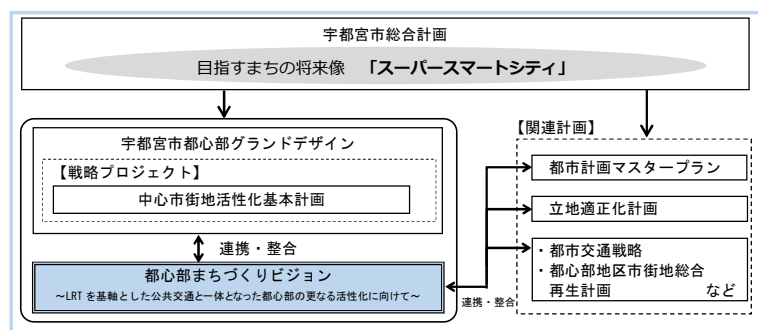 宇都宮市総合計画
目指すまちの将来像 「スーパースマートシティ」
宇都宮市都心部グランドデザイン
【戦略プロジェクト】
中心市街地活性化基本計画
連携・整合
都心部まちづくりビジョン
~LRTを基軸とした公共交通と一体となった都心部の更なる活性化に向けて~
連携・整合
【関連計画】
都市計画マスタープラン
立地適正化計画
・都市交通戦略
・都心部地区市街地総合
再生計画 など